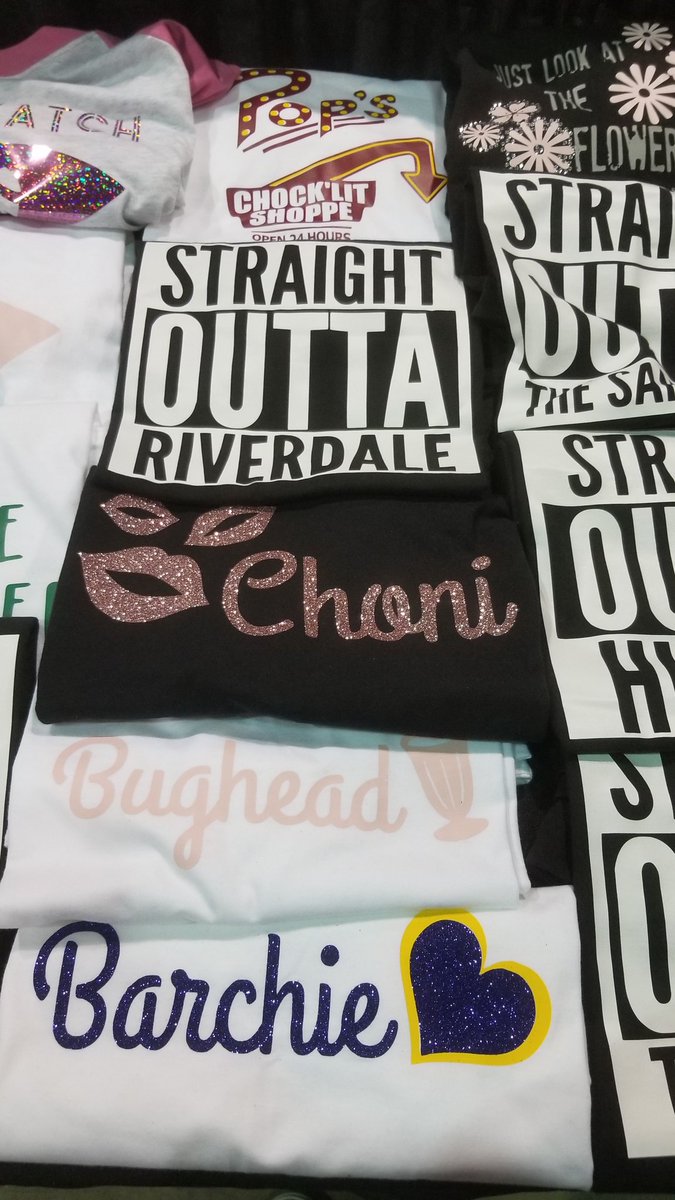 ATCH
Pop's
CHOCK'LIT
SHOPPE
OPEN 24 HOURS
JUST LOOK AT
THE
FLOWER
STRAIGHT
OUTTA
RIVERDALE
STRAI
OUT
THE SA
Choni
STR
OU
H
Bughead
Barchie
S
O
T
E